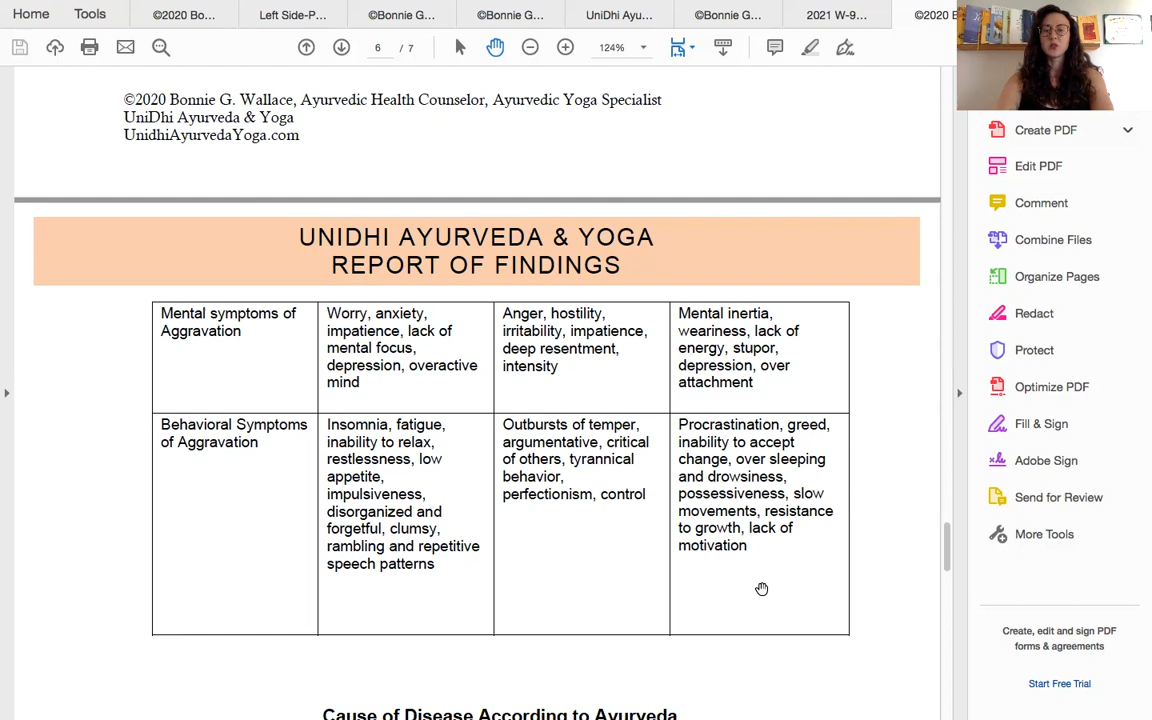 Home
Tools
©2020 Bo...
Left Side-P...
©Bonnie G...
©Bonnie G...
UniDhi Ayu...
©Bonnie G...
2021 W-9...
©2020 B
6 / 7
124%
©2020 Bonnie G. Wallace, Ayurvedic Health Counselor, Ayurvedic Yoga Specialist
UniDhi Ayurveda & Yoga
UnidhiAyurvedaYoga.com
UNIDHI AYURVEDA & YOGA
REPORT OF FINDINGS
Mental symptoms of
Aggravation
Worry, anxiety,
impatience, lack of
mental focus,
depression, overactive
mind
Anger, hostility,
irritability, impatience,
deep resentment,
intensity
Mental inertia,
weariness, lack of
energy, stupor,
depression, over
attachment
Behavioral Symptoms
of Aggravation
Insomnia, fatigue,
inability to relax,
restlessness, low
appetite,
impulsiveness,
disorganized and
forgetful, clumsy,
rambling and repetitive
speech patterns
Outbursts of temper,
argumentative, critical
of others, tyrannical
behavior,
perfectionism, control
Procrastination, greed,
inability to accept
change, over sleeping
and drowsiness,
possessiveness, slow
movements, resistance
to growth, lack of
motivation
Cause of Disease According to Ayurveda
Create PDF
Edit PDF
Comment
Combine Files
Organize Pages
Redact
Protect
Optimize PDF
Fill & Sign
Adobe Sign
Send for Review
More Tools
Create, edit and sign PDF
forms & agreements
Start Free Trial